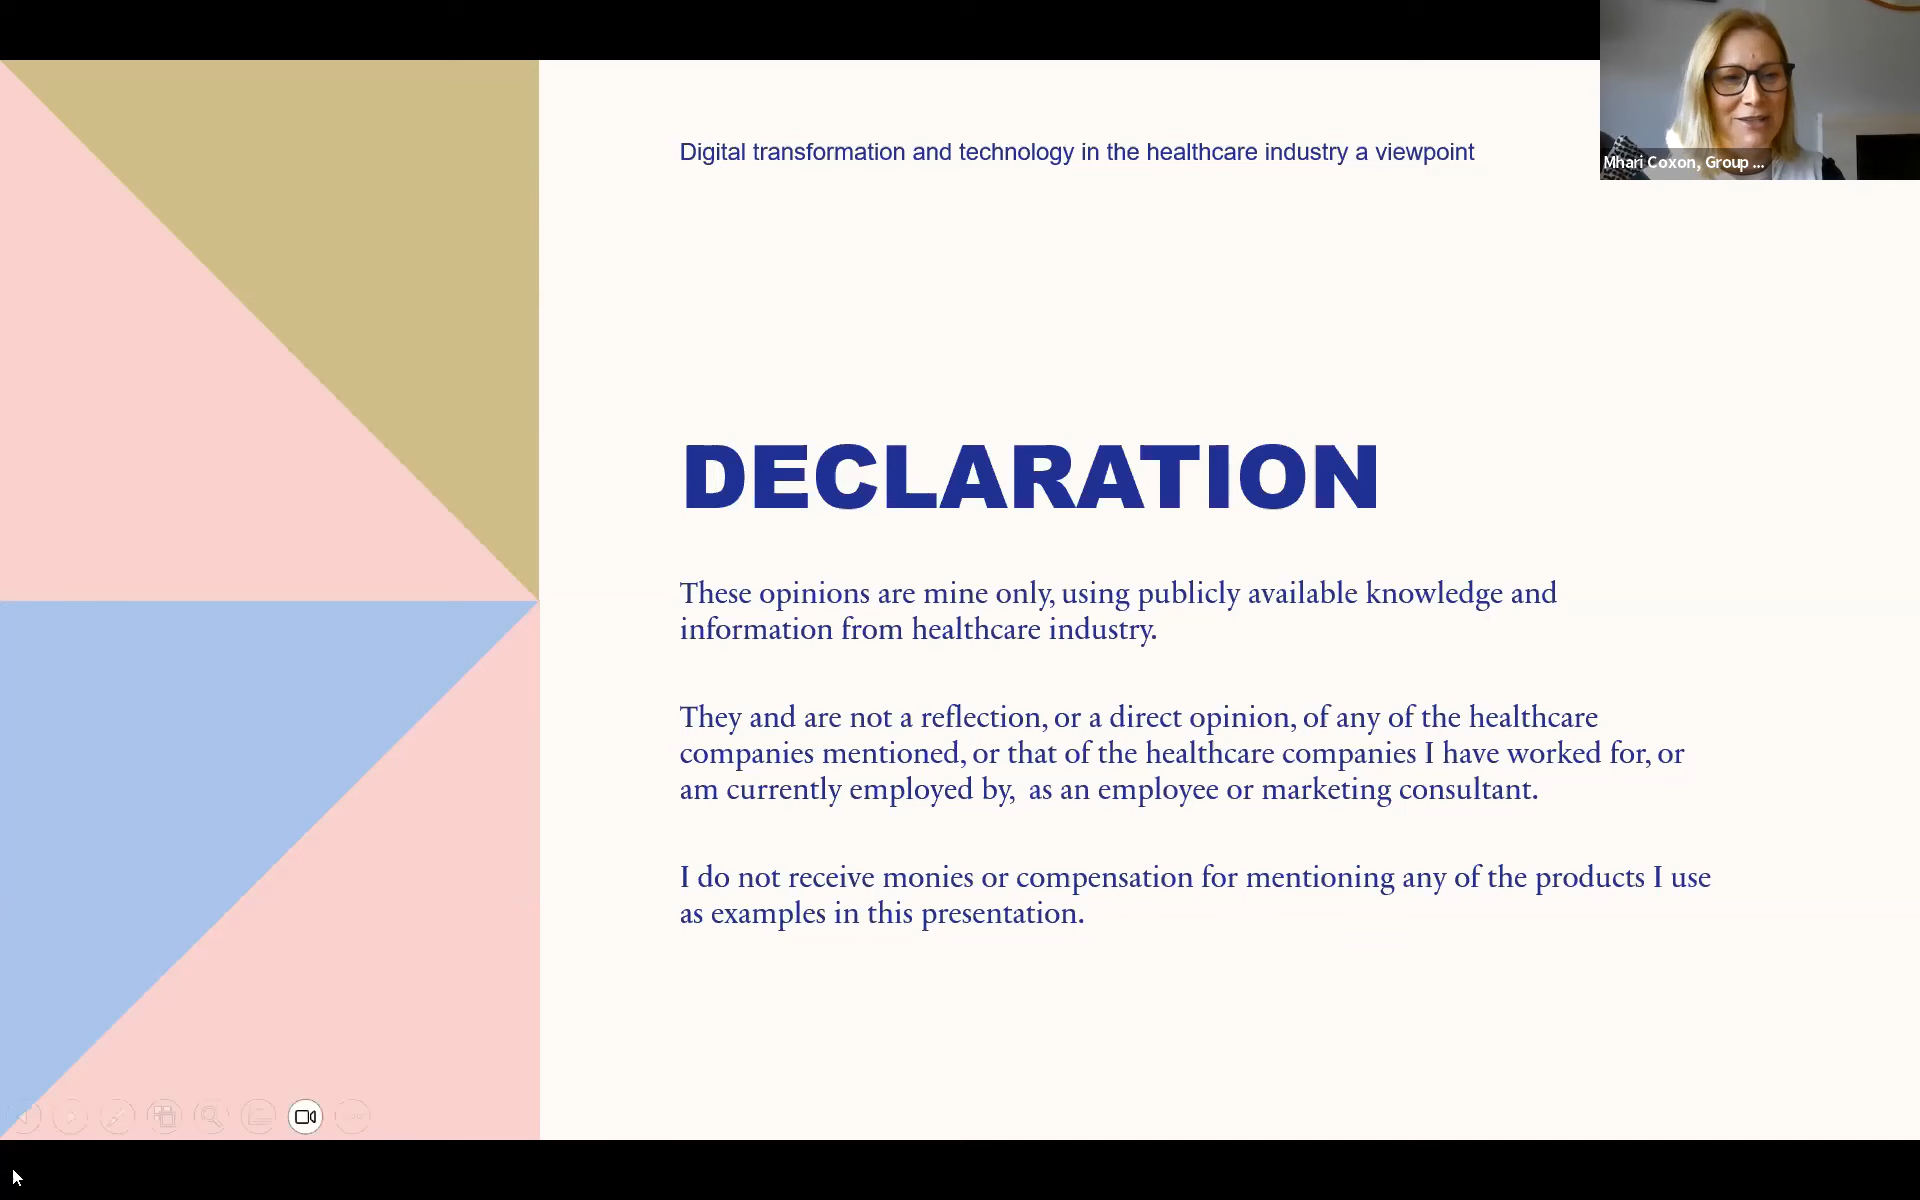 Digital transformation and technology in the healthcare industry a viewpoint
Mhari Coxon, Group ...
DECLARATION
These opinions are mine only, using publicly available knowledge and
information from healthcare industry.
They and are not a reflection, or a direct opinion, of any of the healthcare
companies mentioned, or that of the healthcare companies I have worked for, or
am currently employed by,  as an employee or marketing consultant.
I do not receive monies or compensation for mentioning any of the products I use
as examples in this presentation.